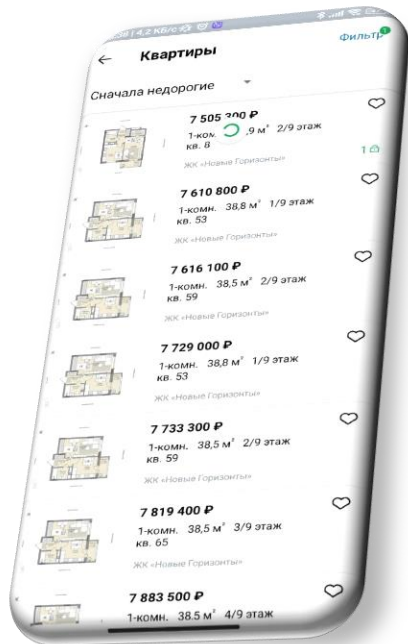 4,2 КБ/с
Квартиры
Фильтр
Сначала недорогие
7 505 300 ₽
1-ком. ,9 м² 2/9 этаж
кв. 8
1
ЖК «Новые Горизонты»
7 610 800 ₽
1-комн. 38,8 м² 1/9 этаж
кв. 53
ЖК «Новые Горизонты»
7 616 100 ₽
1-комн. 38,5 м² 2/9 этаж
кв. 59
ЖК «Новые Горизонты»
7 729 000 ₽
1-комн. 38,8 м² 1/9 этаж
кв. 53
ЖК «Новые Горизонты»
7 733 300 ₽
1-комн. 38,5 м² 2/9 этаж
кв. 59
ЖК «Новые Горизонты»
7 819 400 ₽
1-комн. 38,5 м² 3/9 этаж
кв. 65
ЖК «Новые Горизонты»
7 883 500 ₽
1-комн. 38.5 м² 4/9 этаж